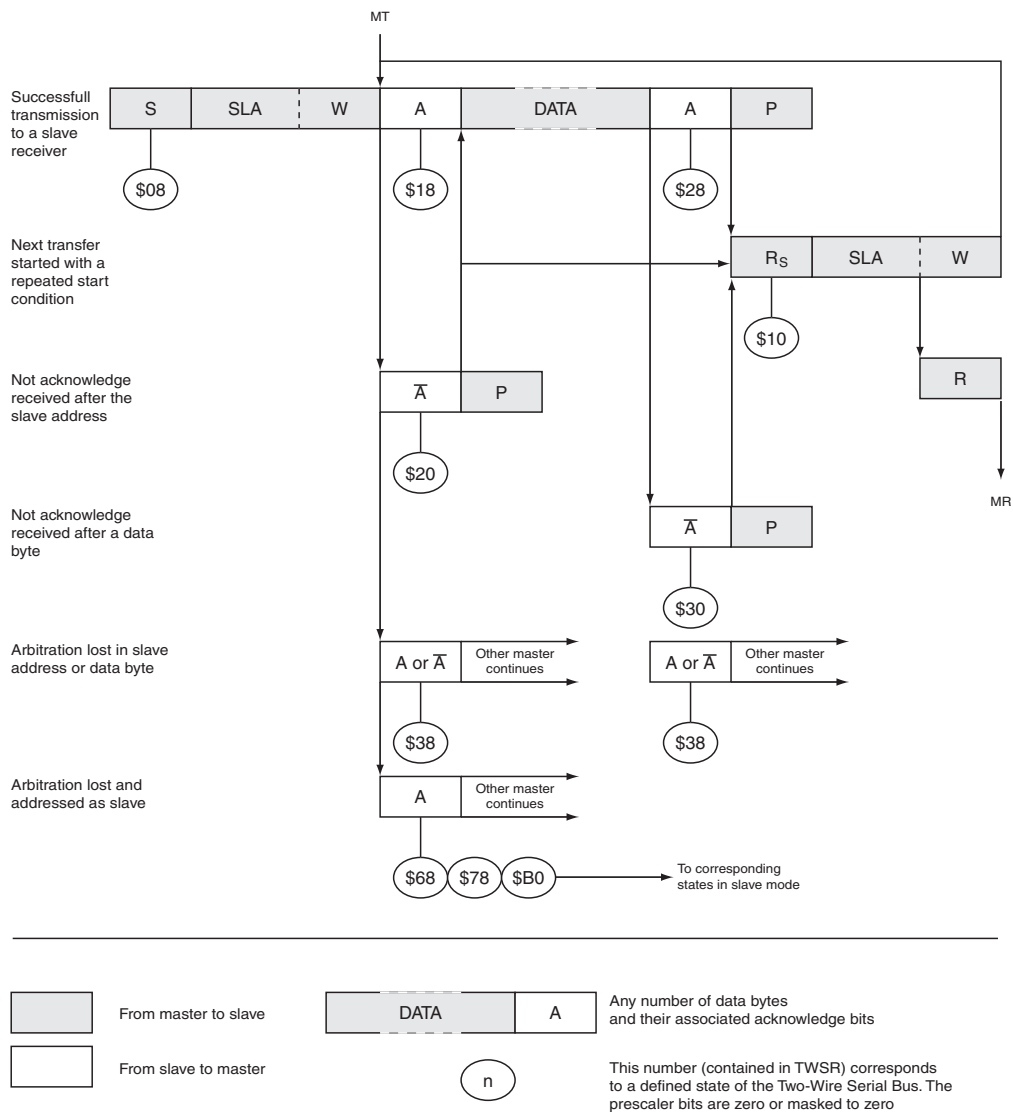 MT
Successfull
transmission
to a slave
receiver
S SLA W A DATA A P
$08 $18 $28
Next transfer
started with a
repeated start
condition
RS SLA W
$10
Not acknowledge
received after the
slave address
A̅ P
R
$20
MR
Not acknowledge
received after a data
byte
A̅ P
$30
Arbitration lost in slave
address or data byte
A or A̅ Other master
continues
A or A̅ Other master
continues
$38 $38
Arbitration lost and
addressed as slave
A Other master
continues
$68 $78 $B0
To corresponding
states in slave mode
From master to slave
DATA A
Any number of data bytes
and their associated acknowledge bits
From slave to master
n
This number (contained in TWSR) corresponds
to a defined state of the Two-Wire Serial Bus. The
prescaler bits are zero or masked to zero